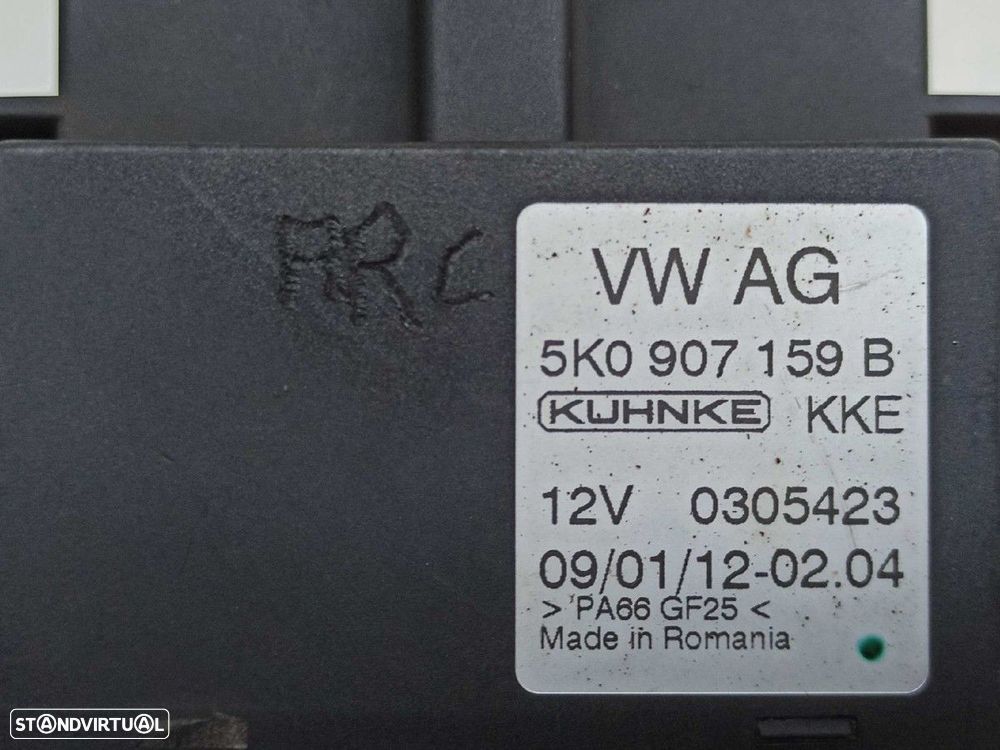 VW AG
5K0 907 159 B
KUHNKE KKE
12V 0305423
09/01/12-02.04
> PA66 GF25 <
Made in Romania
STANDVIRTUAL